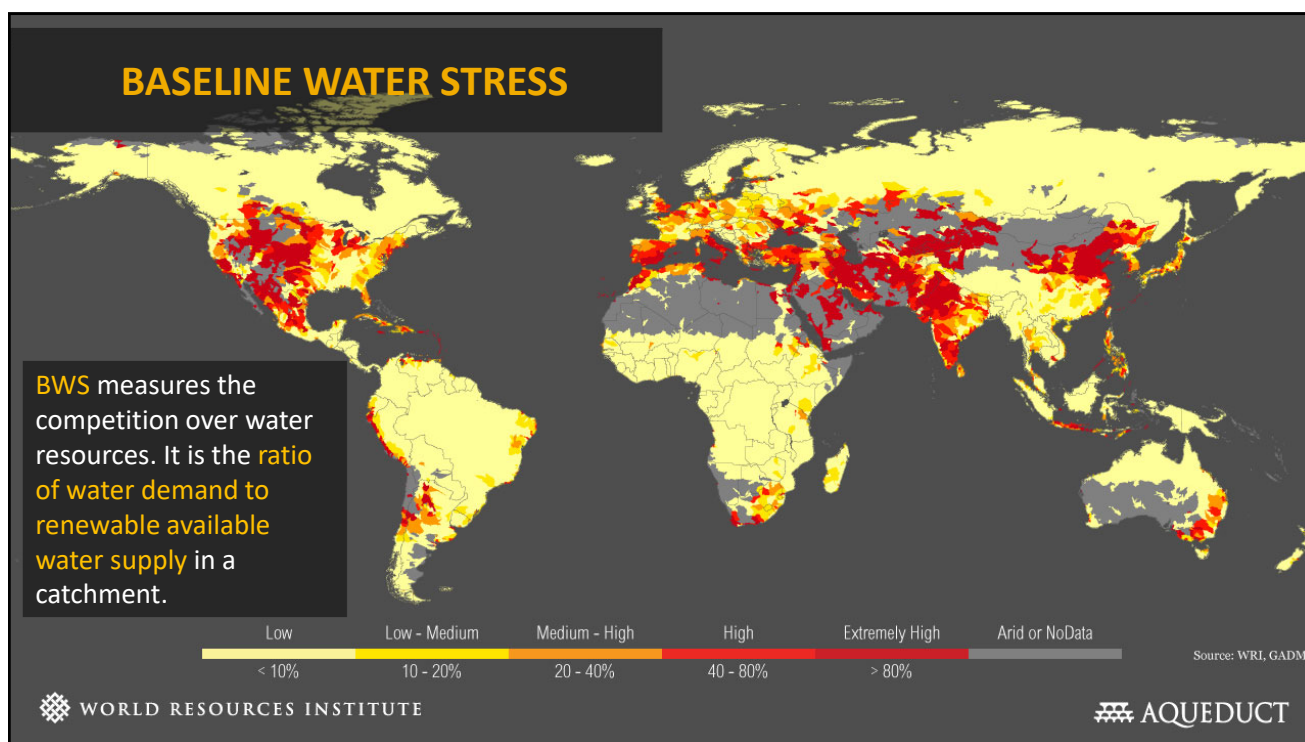 BASELINE WATER STRESS
BWS measures the
competition over water
resources. It is the ratio
of water demand to
renewable available
water supply in a
catchment.
Low
Low - Medium
Medium - High
High
Extremely High
Arid or NoData
< 10%
10 - 20%
20 - 40%
40 - 80%
> 80%
Source: WRI, GADM
WORLD RESOURCES INSTITUTE
AQUEDUCT